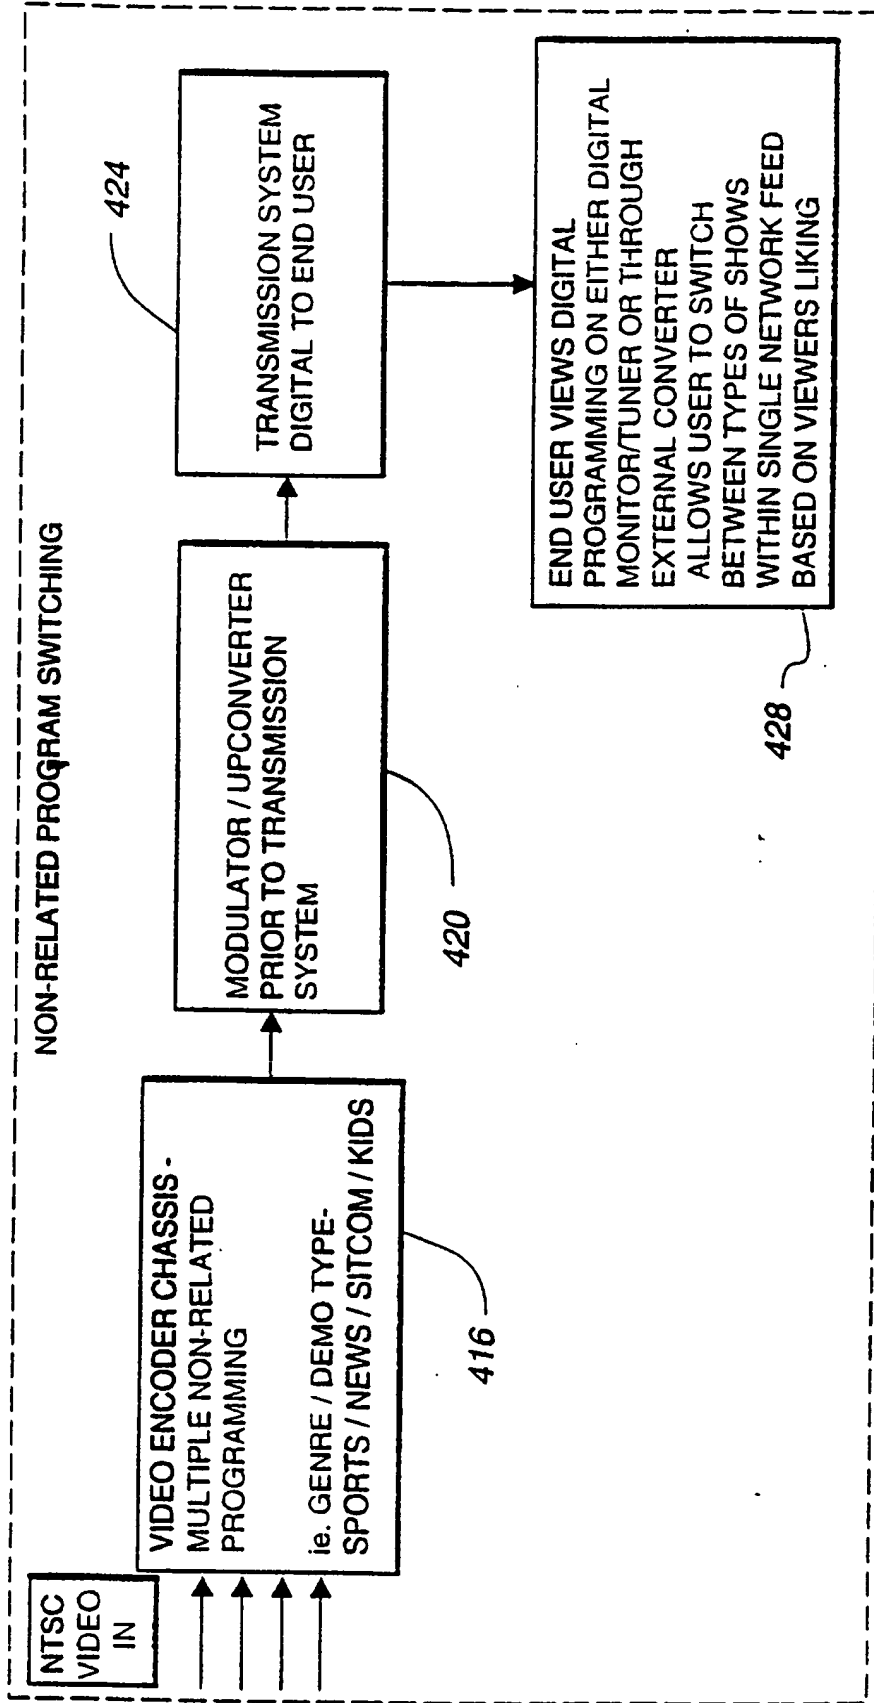 NON-RELATED PROGRAM SWITCHING
NTSC
VIDEO
IN
VIDEO ENCODER CHASSIS -
MULTIPLE NON-RELATED
PROGRAMMING
ie. GENRE / DEMO TYPE-
SPORTS / NEWS / SITCOM / KIDS
416
MODULATOR / UPCONVERTER
PRIOR TO TRANSMISSION
SYSTEM
420
TRANSMISSION SYSTEM
DIGITAL TO END USER
424
END USER VIEWS DIGITAL
PROGRAMMING ON EITHER DIGITAL
MONITOR/TUNER OR THROUGH
EXTERNAL CONVERTER
ALLOWS USER TO SWITCH
BETWEEN TYPES OF SHOWS
WITHIN SINGLE NETWORK FEED
BASED ON VIEWERS LIKING
428